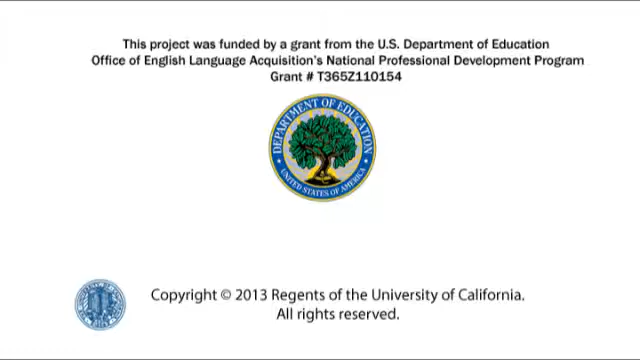 This project was funded by a grant from the U.S. Department of Education
Office of English Language Acquisition's National Professional Development Program
Grant # T365Z110154
DEPARTMENT OF EDUCATION
UNITED STATES OF AMERICA
Copyright © 2013 Regents of the University of California.
All rights reserved.